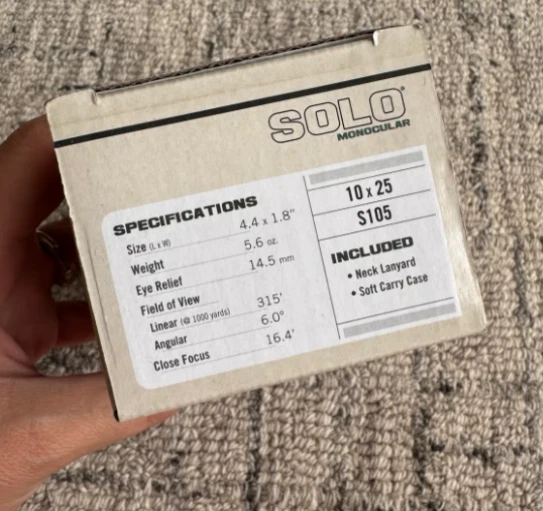 SOLO
MONOCULAR
SPECIFICATIONS
Size (L x W) 4.4 x 1.8"
Weight 5.6 oz.
Eye Relief 14.5 mm
Field of View
Linear (@ 1000 yards) 315'
Angular 6.0°
Close Focus 16.4'
10 x 25
S105
INCLUDED
• Neck Lanyard
• Soft Carry Case